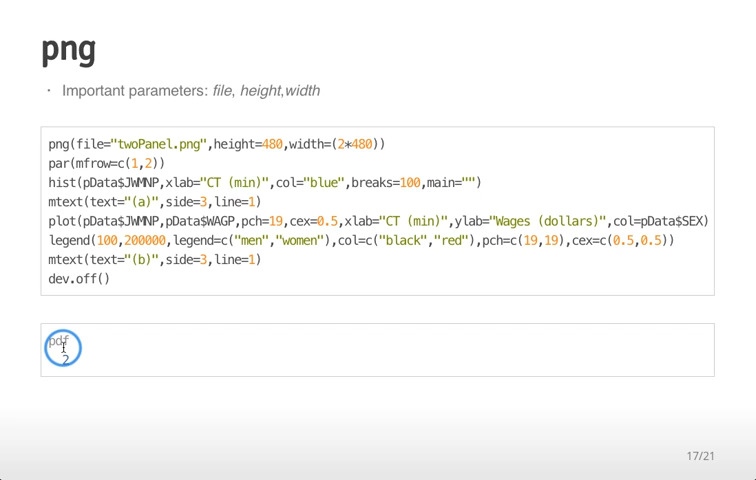 png
· Important parameters: file, height,width
png(file="twoPanel.png",height=480,width=(2*480))
par(mfrow=c(1,2))
hist(pData$JWMNP,xlab="CT (min)",col="blue",breaks=100,main="")
mtext(text="(a)",side=3,line=1)
plot(pData$JWMNP,pData$WAGP,pch=19,cex=0.5,xlab="CT (min)",ylab="Wages (dollars)",col=pData$SEX)
legend(100,200000,legend=c("men","women"),col=c("black","red"),pch=c(19,19),cex=c(0.5,0.5))
mtext(text="(b)",side=3,line=1)
dev.off()
pdf
2
17/21